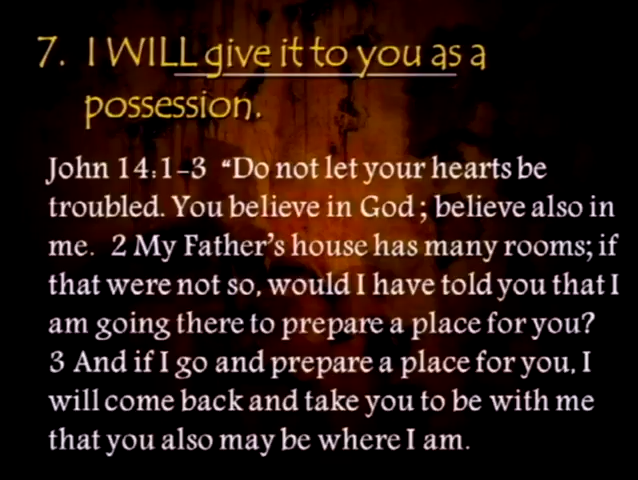 7. I WILL give it to you as a
possession.
John 14:1-3 “Do not let your hearts be
troubled. You believe in God; believe also in
me. 2 My Father’s house has many rooms; if
that were not so, would I have told you that I
am going there to prepare a place for you?
3 And if I go and prepare a place for you, I
will come back and take you to be with me
that you also may be where I am.